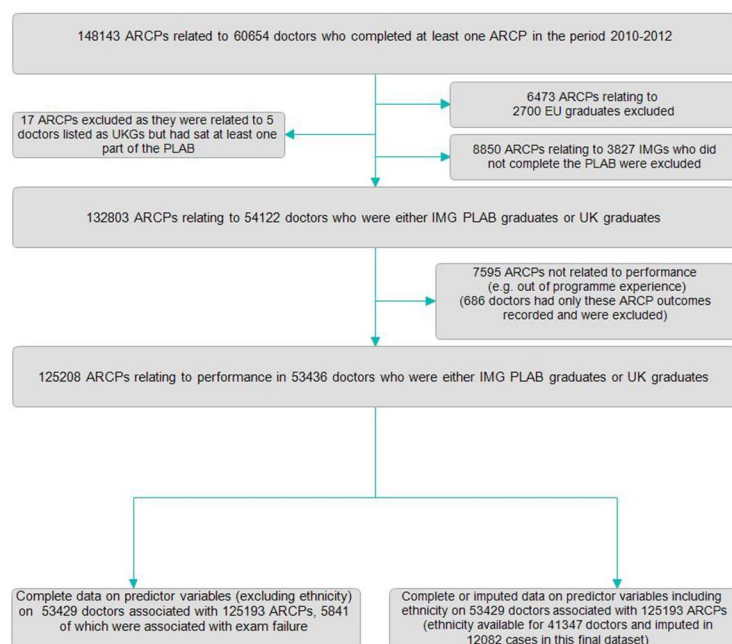 148143 ARCPs related to 60654 doctors who completed at least one ARCP in the period 2010-2012
6473 ARCPs relating to
2700 EU graduates excluded
17 ARCPs excluded as they were related to 5
doctors listed as UKGs but had sat at least one
part of the PLAB
8850 ARCPs relating to 3827 IMGs who did
not complete the PLAB were excluded
132803 ARCPs relating to 54122 doctors who were either IMG PLAB graduates or UK graduates
7595 ARCPs not related to performance
(e.g. out of programme experience)
(686 doctors had only these ARCP outcomes
recorded and were excluded)
125208 ARCPs relating to performance in 53436 doctors who were either IMG PLAB graduates or UK graduates
Complete data on predictor variables (excluding ethnicity)
on 53429 doctors associated with 125193 ARCPs, 5841
of which were associated with exam failure
Complete or imputed data on predictor variables including
ethnicity on 53429 doctors associated with 125193 ARCPs
(ethnicity available for 41347 doctors and imputed in
12082 cases in this final dataset)